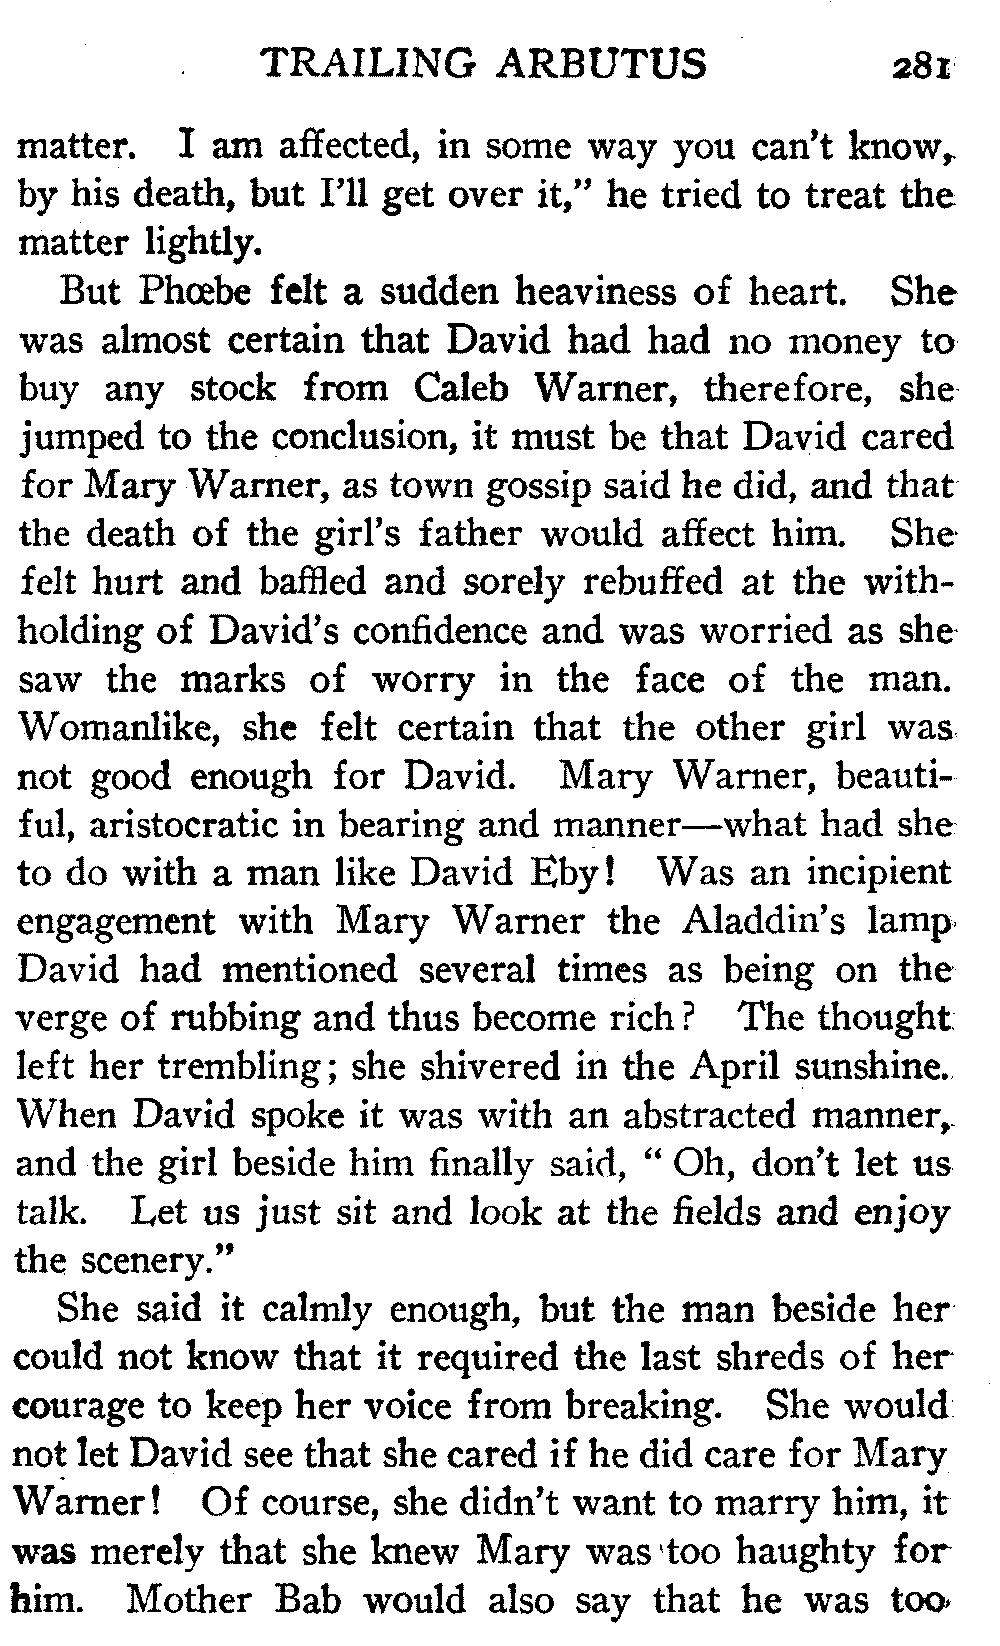 TRAILING ARBUTUS 281
matter. I am affected, in some way you can't know,
by his death, but I'll get over it," he tried to treat the
matter lightly.
But Phœbe felt a sudden heaviness of heart. She
was almost certain that David had had no money to
buy any stock from Caleb Warner, therefore, she
jumped to the conclusion, it must be that David cared
for Mary Warner, as town gossip said he did, and that
the death of the girl's father would affect him. She
felt hurt and baffled and sorely rebuffed at the with-
holding of David's confidence and was worried as she
saw the marks of worry in the face of the man.
Womanlike, she felt certain that the other girl was
not good enough for David. Mary Warner, beauti-
ful, aristocratic in bearing and manner—what had she
to do with a man like David Eby! Was an incipient
engagement with Mary Warner the Aladdin's lamp
David had mentioned several times as being on the
verge of rubbing and thus become rich? The thought
left her trembling; she shivered in the April sunshine.
When David spoke it was with an abstracted manner,
and the girl beside him finally said, "Oh, don't let us
talk. Let us just sit and look at the fields and enjoy
the scenery."
She said it calmly enough, but the man beside her
could not know that it required the last shreds of her
courage to keep her voice from breaking. She would
not let David see that she cared if he did care for Mary
Warner! Of course, she didn't want to marry him, it
was merely that she knew Mary was too haughty for
him. Mother Bab would also say that he was too